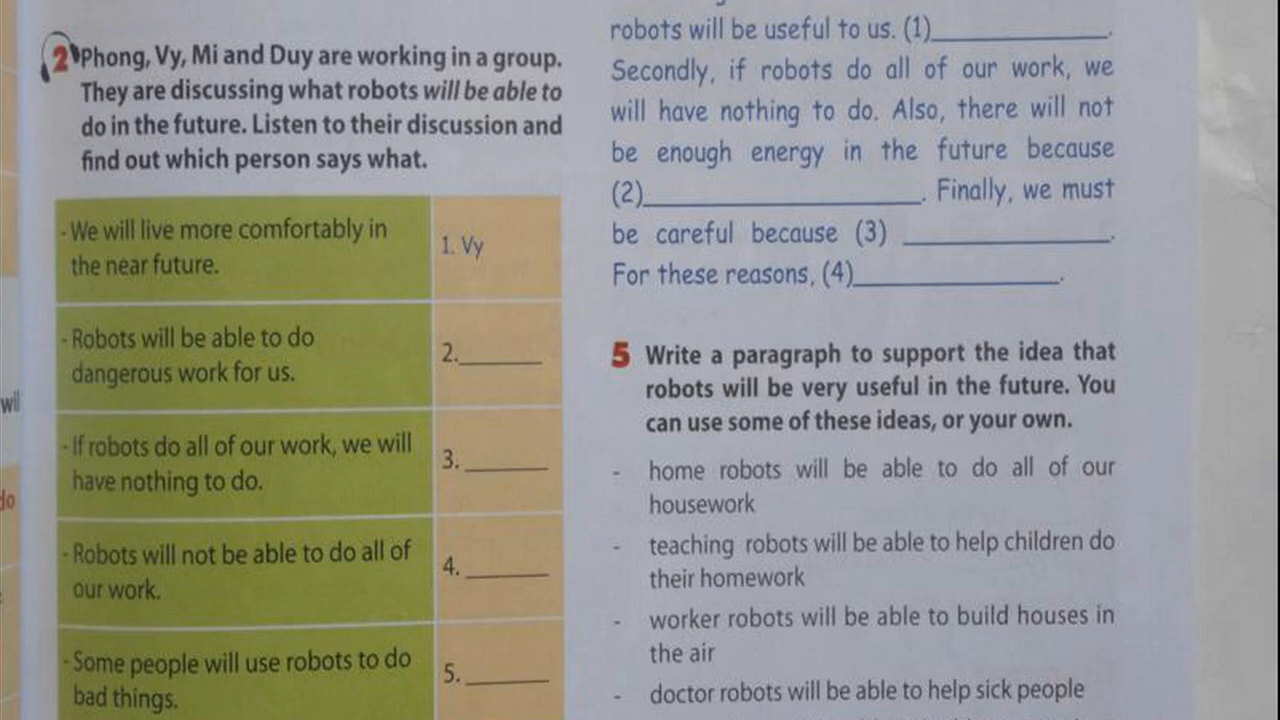 2 Phong, Vy, Mi and Duy are working in a group.
They are discussing what robots will be able to
do in the future. Listen to their discussion and
find out which person says what.
- We will live more comfortably in
the near future.
1. Vy
- Robots will be able to do
dangerous work for us.
2.______
- If robots do all of our work, we will
have nothing to do.
3. ______
- Robots will not be able to do all of
our work.
4. ______
- Some people will use robots to do
bad things.
5. ______
robots will be useful to us. (1)______________.
Secondly, if robots do all of our work, we
will have nothing to do. Also, there will not
be enough energy in the future because
(2)______________________. Finally, we must
be careful because (3) ________________.
For these reasons, (4)________________.
5 Write a paragraph to support the idea that
robots will be very useful in the future. You
can use some of these ideas, or your own.
- home robots will be able to do all of our
housework
- teaching robots will be able to help children do
their homework
- worker robots will be able to build houses in
the air
- doctor robots will be able to help sick people